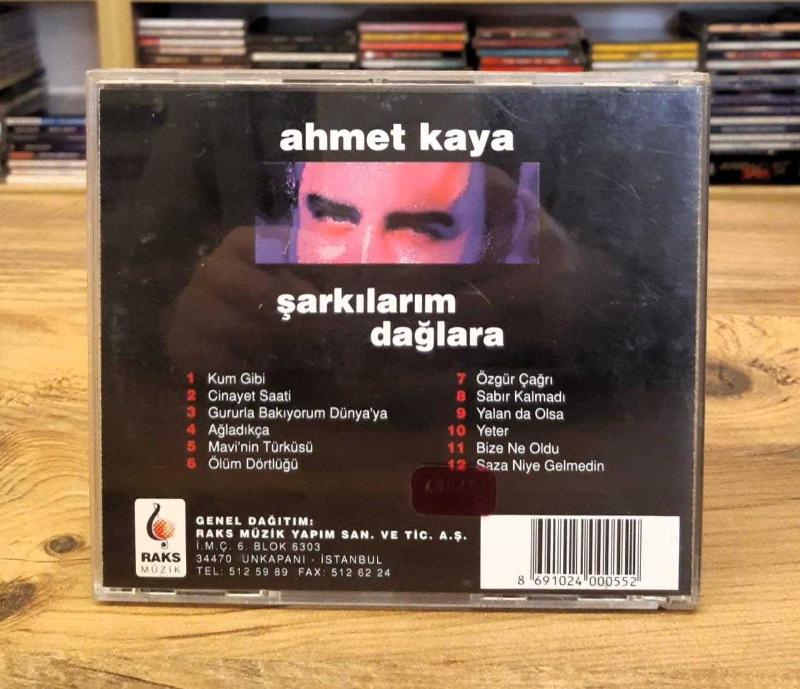 ahmet kaya
şarkılarım
dağlara
1 Kum Gibi
2 Cinayet Saati
3 Gururla Bakıyorum Dünya'ya
4 Ağladıkça
5 Mavi'nin Türküsü
6 Ölüm Dörtlüğü
7 Özgür Çağrı
8 Sabır Kalmadı
9 Yalan da Olsa
10 Yeter
11 Bize Ne Oldu
12 Saza Niye Gelmedin
RAKS
MÜZİK
GENEL DAĞITIM:
RAKS MÜZİK YAPIM SAN. VE TİC. A.Ş.
İ.M.Ç. 6. BLOK 6303
34470 UNKAPANI - İSTANBUL
TEL: 512 59 89 FAX: 512 62 24
8 691024 000552